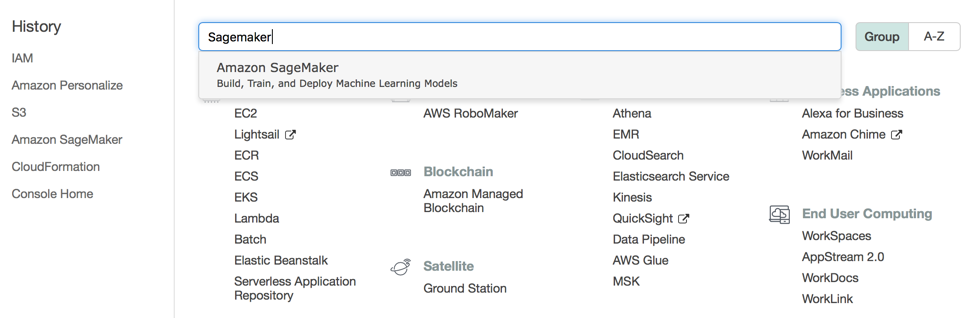 History
IAM
Amazon Personalize
S3
Amazon SageMaker
CloudFormation
Console Home
Sagemaker
Group
A-Z
Amazon SageMaker
Build, Train, and Deploy Machine Learning Models
EC2
Lightsail
ECR
ECS
EKS
Lambda
Batch
Elastic Beanstalk
Serverless Application
Repository
AWS RoboMaker
Blockchain
Amazon Managed
Blockchain
Satellite
Ground Station
Athena
EMR
CloudSearch
Elasticsearch Service
Kinesis
QuickSight
Data Pipeline
AWS Glue
MSK
ess Applications
Alexa for Business
Amazon Chime
WorkMail
End User Computing
WorkSpaces
AppStream 2.0
WorkDocs
WorkLink